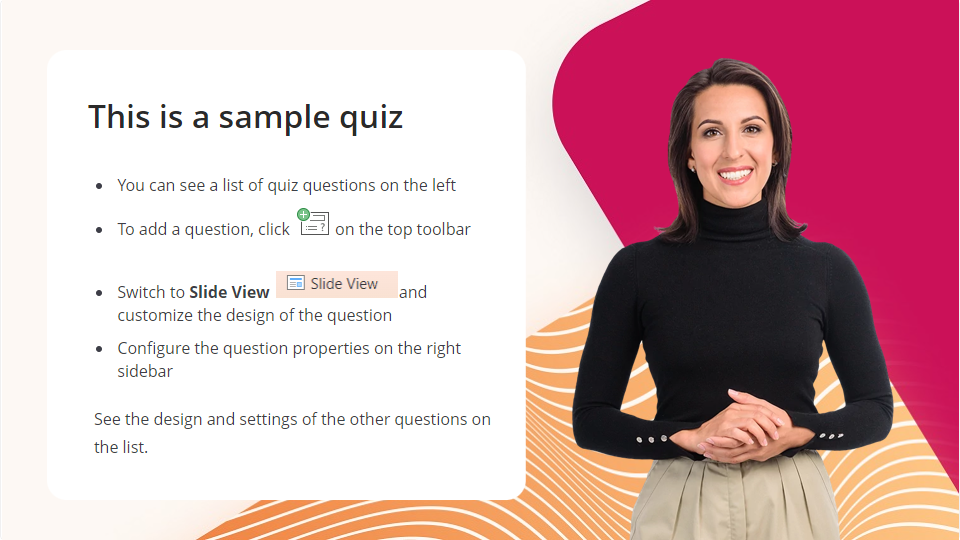 This is a sample quiz
You can see a list of quiz questions on the left
To add a question, click on the top toolbar
Switch to Slide View Slide View and
customize the design of the question
Configure the question properties on the right
sidebar
See the design and settings of the other questions on
the list.